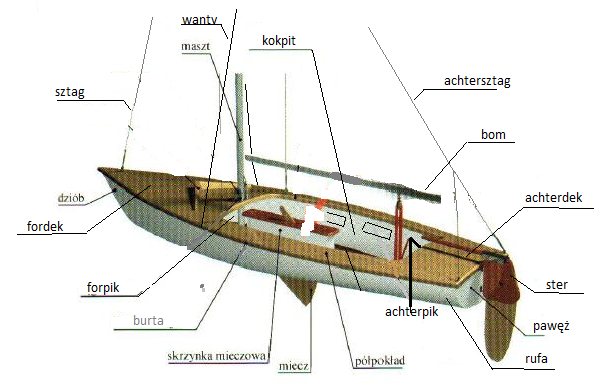 wanty
maszt
kokpit
sztag
achtersztag
bom
dziób
achterdek
fordek
forpik
ster
achterpik
burta
pawęż
skrzynka mieczowa
miecz
półpokład
rufa